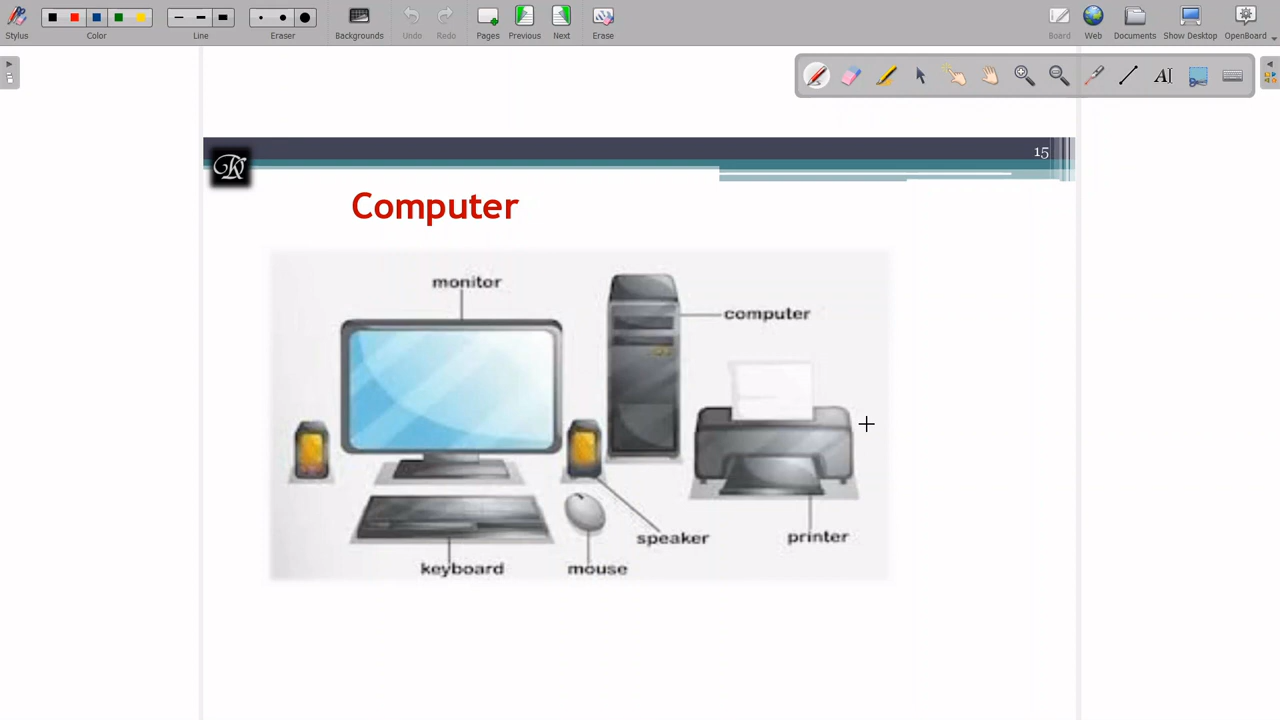 Stylus Color Line Eraser Backgrounds Undo Redo Pages Previous Next Erase Board Web Documents Show Desktop OpenBoard
AI
15
Computer
monitor
computer
speaker
printer
keyboard
mouse